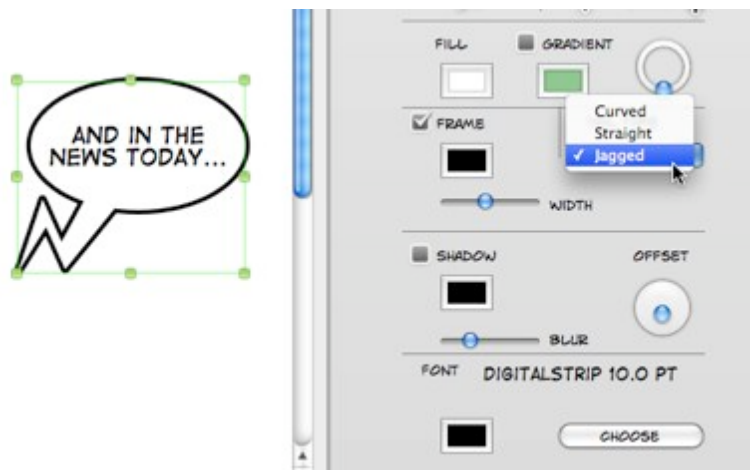 AND IN THE
NEWS TODAY...
FILL
GRADIENT
Curved
Straight
✓ Jagged
FRAME
WIDTH
SHADOW
OFFSET
BLUR
FONT
DIGITALSTRIP 10.0 PT
CHOOSE